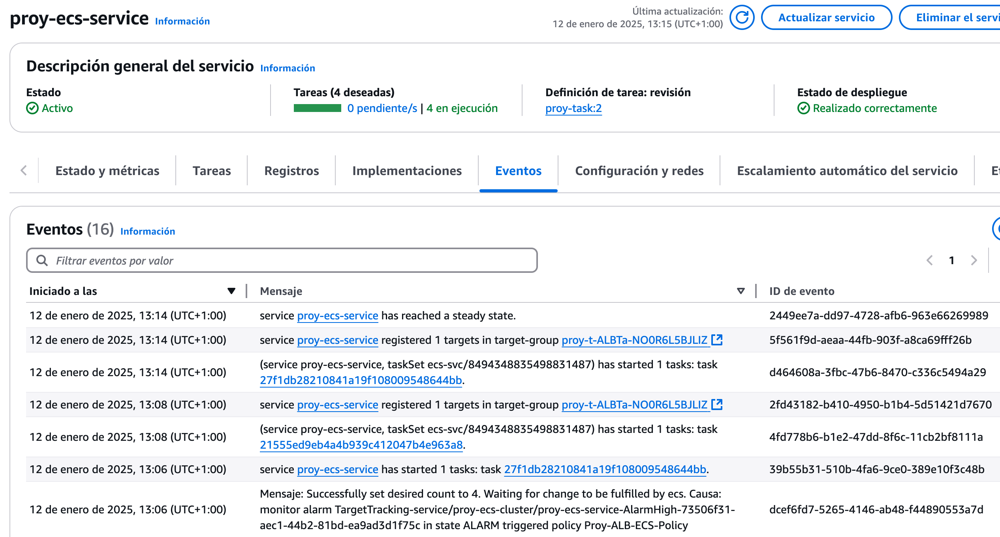 proy-ecs-service Información
Última actualización:
12 de enero de 2025, 13:15 (UTC+1:00)
Actualizar servicio
Eliminar el servi
Descripción general del servicio Información
Estado
Activo
Tareas (4 deseadas)
0 pendiente/s | 4 en ejecución
Definición de tarea: revisión
proy-task:2
Estado de despliegue
Realizado correctamente
Estado y métricas
Tareas
Registros
Implementaciones
Eventos
Configuración y redes
Escalamiento automático del servicio
Et
Eventos (16) Información
Filtrar eventos por valor
1
Iniciado a las
Mensaje
ID de evento
12 de enero de 2025, 13:14 (UTC+1:00)
service proy-ecs-service has reached a steady state.
2449ee7a-dd97-4728-afb6-963e66269989
12 de enero de 2025, 13:14 (UTC+1:00)
service proy-ecs-service registered 1 targets in target-group proy-t-ALBTa-NO0R6L5BJLIZ
5f561f9d-aeaa-44fb-903f-a8ca69fff26b
12 de enero de 2025, 13:14 (UTC+1:00)
(service proy-ecs-service, taskSet ecs-svc/8494348835498831487) has started 1 tasks: task
27f1db28210841a19f108009548644bb.
d464608a-3fbc-47b6-8470-c336c5494a29
12 de enero de 2025, 13:08 (UTC+1:00)
service proy-ecs-service registered 1 targets in target-group proy-t-ALBTa-NO0R6L5BJLIZ
2fd43182-b410-4950-b1b4-5d51421d7670
12 de enero de 2025, 13:08 (UTC+1:00)
(service proy-ecs-service, taskSet ecs-svc/8494348835498831487) has started 1 tasks: task
21555ed9eb4a4b939c412047b4e963a8.
4fd778b6-b1e2-47dd-8f6c-11cb2bf8111a
12 de enero de 2025, 13:06 (UTC+1:00)
service proy-ecs-service has started 1 tasks: task 27f1db28210841a19f108009548644bb.
39b55b31-510b-4fa6-9ce0-389e10f3c48b
12 de enero de 2025, 13:06 (UTC+1:00)
Mensaje: Successfully set desired count to 4. Waiting for change to be fulfilled by ecs. Causa:
monitor alarm TargetTracking-service/proy-ecs-cluster/proy-ecs-service-AlarmHigh-73506f31-
aec1-44b2-81bd-ea9ad3d1f75c in state ALARM triggered policy Proy-ALB-ECS-Policy
dcef6fd7-5265-4146-ab48-f44890553a7d